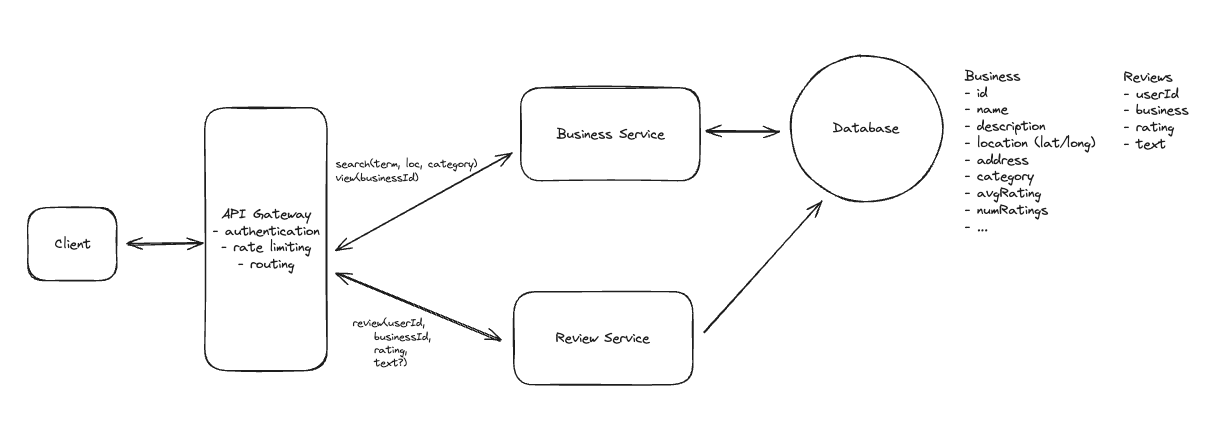 Client
API Gateway
- authentication
- rate limiting
- routing
search(term, loc, category)
view(businessId)
review(userId,
businessId,
rating,
text?)
Business Service
Review Service
Database
Business
- id
- name
- description
- location (lat/long)
- address
- category
- avgRating
- numRatings
- ...
Reviews
- userId
- business
- rating
- text